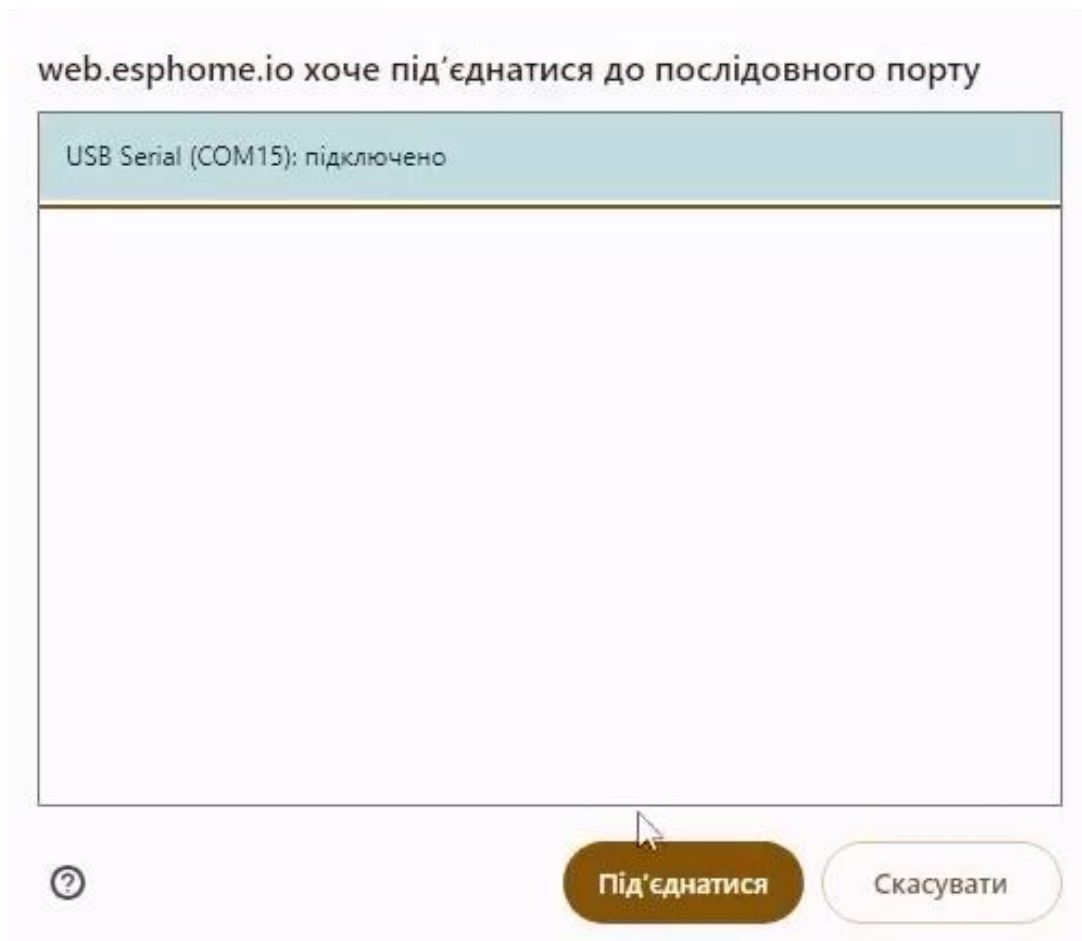 web.esphome.io хоче під’єднатися до послідовного порту
USB Serial (COM15): підключено
Під’єднатися
Скасувати